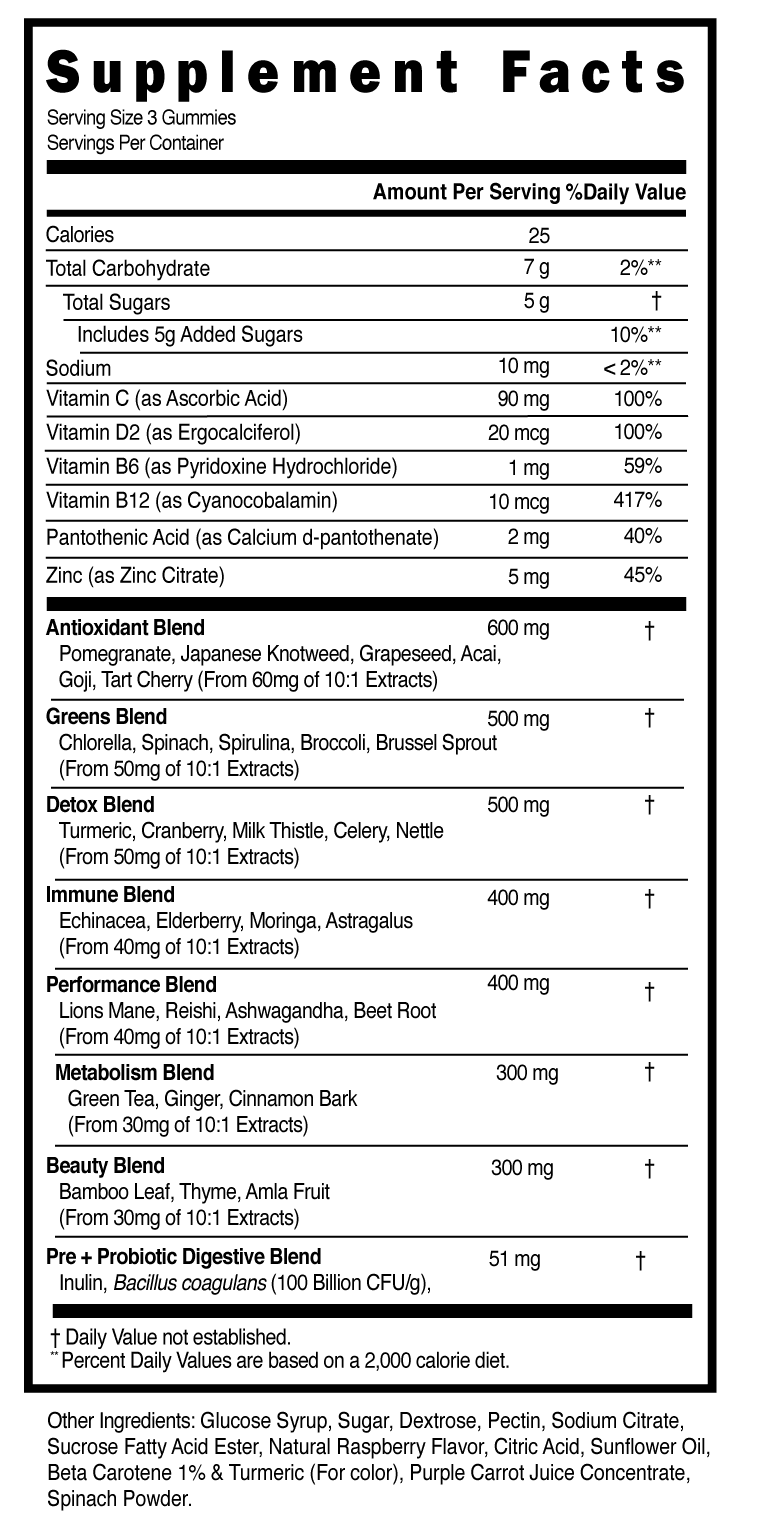 Supplement Facts
Serving Size 3 Gummies
Servings Per Container
Amount Per Serving %Daily Value
Calories 25
Total Carbohydrate 7 g 2%**
Total Sugars 5 g †
Includes 5g Added Sugars 10%**
Sodium 10 mg < 2%**
Vitamin C (as Ascorbic Acid) 90 mg 100%
Vitamin D2 (as Ergocalciferol) 20 mcg 100%
Vitamin B6 (as Pyridoxine Hydrochloride) 1 mg 59%
Vitamin B12 (as Cyanocobalamin) 10 mcg 417%
Pantothenic Acid (as Calcium d-pantothenate) 2 mg 40%
Zinc (as Zinc Citrate) 5 mg 45%
Antioxidant Blend 600 mg †
Pomegranate, Japanese Knotweed, Grapeseed, Acai,
Goji, Tart Cherry (From 60mg of 10:1 Extracts)
Greens Blend 500 mg †
Chlorella, Spinach, Spirulina, Broccoli, Brussel Sprout
(From 50mg of 10:1 Extracts)
Detox Blend 500 mg †
Turmeric, Cranberry, Milk Thistle, Celery, Nettle
(From 50mg of 10:1 Extracts)
Immune Blend 400 mg †
Echinacea, Elderberry, Moringa, Astragalus
(From 40mg of 10:1 Extracts)
Performance Blend 400 mg †
Lions Mane, Reishi, Ashwagandha, Beet Root
(From 40mg of 10:1 Extracts)
Metabolism Blend 300 mg †
Green Tea, Ginger, Cinnamon Bark
(From 30mg of 10:1 Extracts)
Beauty Blend 300 mg †
Bamboo Leaf, Thyme, Amla Fruit
(From 30mg of 10:1 Extracts)
Pre + Probiotic Digestive Blend 51 mg †
Inulin, Bacillus coagulans (100 Billion CFU/g),
† Daily Value not established.
** Percent Daily Values are based on a 2,000 calorie diet.
Other Ingredients: Glucose Syrup, Sugar, Dextrose, Pectin, Sodium Citrate,
Sucrose Fatty Acid Ester, Natural Raspberry Flavor, Citric Acid, Sunflower Oil,
Beta Carotene 1% & Turmeric (For color), Purple Carrot Juice Concentrate,
Spinach Powder.